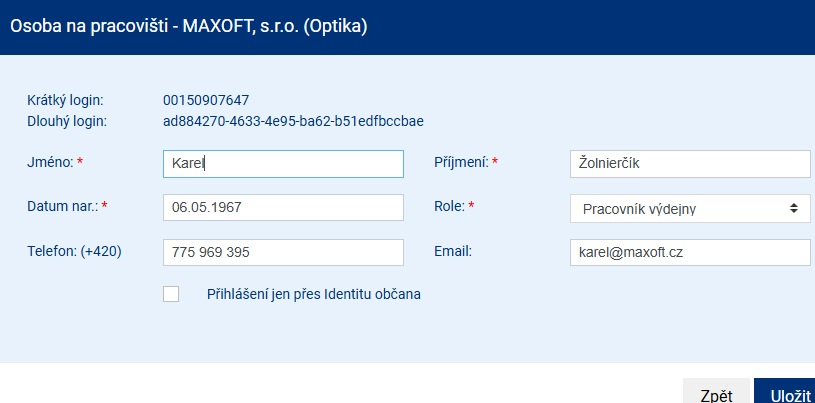 Osoba na pracovišti - MAXOFT, s.r.o. (Optika)
Krátký login: 00150907647
Dlouhý login: ad884270-4633-4e95-ba62-b51edfbccbae
Jméno: * Karel Příjmení: * Žolnierčík
Datum nar.: * 06.05.1967 Role: * Pracovník výdejny
Telefon: (+420) 775 969 395 Email: karel@maxoft.cz
Přihlášení jen přes Identitu občana
Zpět Uložit